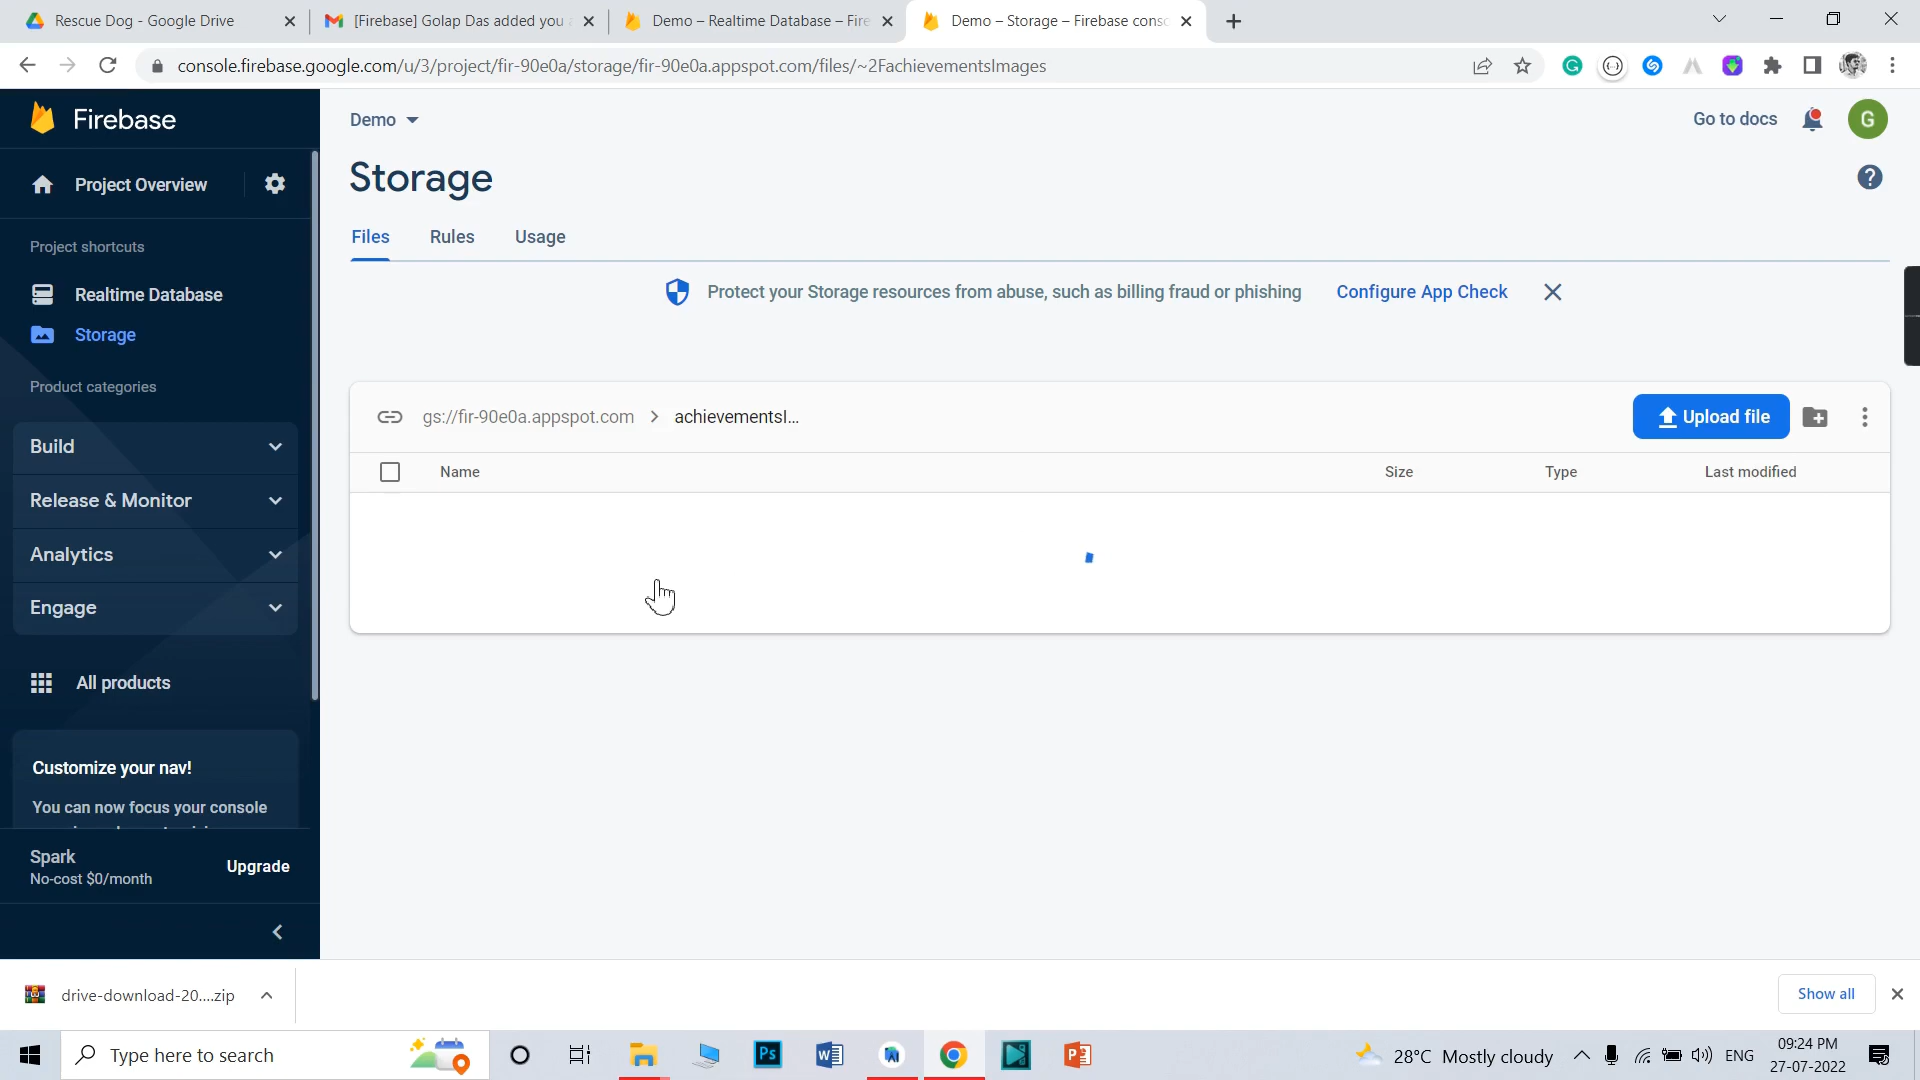 Rescue Dog - Google Drive
[Firebase] Golap Das added you a
Demo – Realtime Database – Fire
Demo – Storage – Firebase conso
console.firebase.google.com/u/3/project/fir-90e0a/storage/fir-90e0a.appspot.com/files/~2FachievementsImages
Firebase
Demo
Go to docs
G
Project Overview
Storage
Files
Rules
Usage
Project shortcuts
Realtime Database
Storage
Protect your Storage resources from abuse, such as billing fraud or phishing
Configure App Check
Product categories
gs://fir-90e0a.appspot.com
achievementsI...
Upload file
Build
Name
Size
Type
Last modified
Release & Monitor
Analytics
Engage
All products
Customize your nav!
You can now focus your console
Spark
No-cost $0/month
Upgrade
drive-download-20....zip
Show all
Type here to search
28°C Mostly cloudy
ENG
09:24 PM
27-07-2022